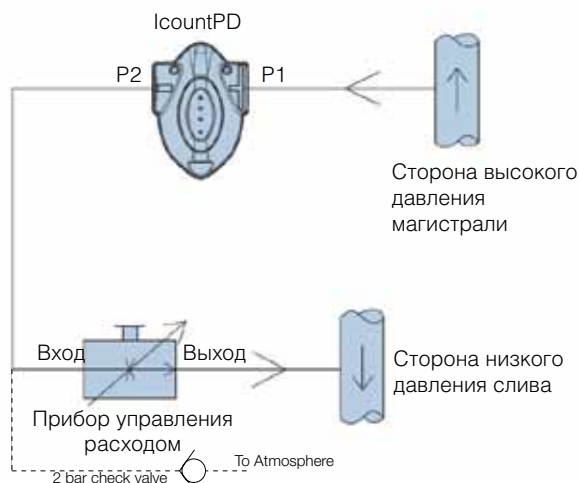 IcountPD
P2
P1
Сторона высокого
давления
магистрали
Вход
Выход
Сторона низкого
давления слива
Прибор управления
расходом
To Atmosphere
2 bar check valve